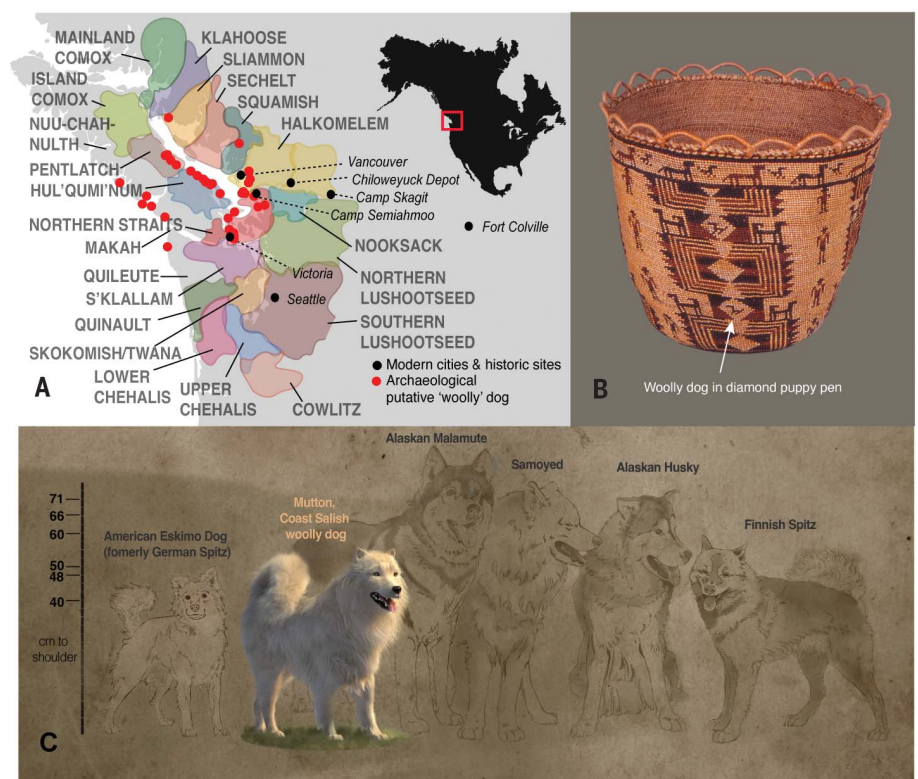 MAINLAND
COMOX
KLAHOOSE
SLIAMMON
SECHELT
SQUAMISH
HALKOMELEM
ISLAND
COMOX
NUU-CHAH-
NULTH
PENTLATCH
HUL'QUMI'NUM
NORTHERN STRAITS
MAKAH
QUILEUTE
S'KLALLAM
QUINAULT
SKOKOMISH/TWANA
LOWER
CHEHALIS
UPPER
CHEHALIS
COWLITZ
Vancouver
Chiloweyuck Depot
Camp Skagit
Camp Semiahmoo
Fort Colville
NOOKSACK
Victoria
NORTHERN
LUSHOOTSEED
Seattle
SOUTHERN
LUSHOOTSEED
Modern cities & historic sites
Archaeological
putative 'woolly' dog
A
Woolly dog in diamond puppy pen
B
Alaskan Malamute
Samoyed
Alaskan Husky
Mutton,
Coast Salish
woolly dog
Finnish Spitz
American Eskimo Dog
(fomerly German Spitz)
71
66
60
50
48
40
cm to
shoulder
C